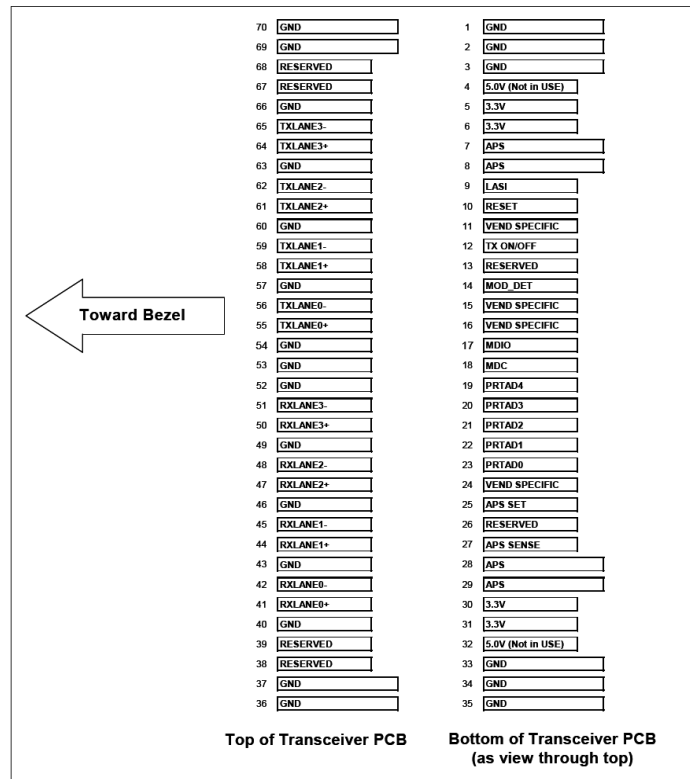 70 GND
69 GND
68 RESERVED
67 RESERVED
66 GND
65 TXLANE3-
64 TXLANE3+
63 GND
62 TXLANE2-
61 TXLANE2+
60 GND
59 TXLANE1-
58 TXLANE1+
57 GND
56 TXLANE0-
55 TXLANE0+
54 GND
53 GND
52 GND
51 RXLANE3-
50 RXLANE3+
49 GND
48 RXLANE2-
47 RXLANE2+
46 GND
45 RXLANE1-
44 RXLANE1+
43 GND
42 RXLANE0-
41 RXLANE0+
40 GND
39 RESERVED
38 RESERVED
37 GND
36 GND
Top of Transceiver PCB
1 GND
2 GND
3 GND
4 5.0V (Not in USE)
5 3.3V
6 3.3V
7 APS
8 APS
9 LASI
10 RESET
11 VEND SPECIFIC
12 TX ON/OFF
13 RESERVED
14 MOD_DET
15 VEND SPECIFIC
16 VEND SPECIFIC
17 MDIO
18 MDC
19 PRTAD4
20 PRTAD3
21 PRTAD2
22 PRTAD1
23 PRTAD0
24 VEND SPECIFIC
25 APS SET
26 RESERVED
27 APS SENSE
28 APS
29 APS
30 3.3V
31 3.3V
32 5.0V (Not in USE)
33 GND
34 GND
35 GND
Bottom of Transceiver PCB
(as view through top)
Toward Bezel